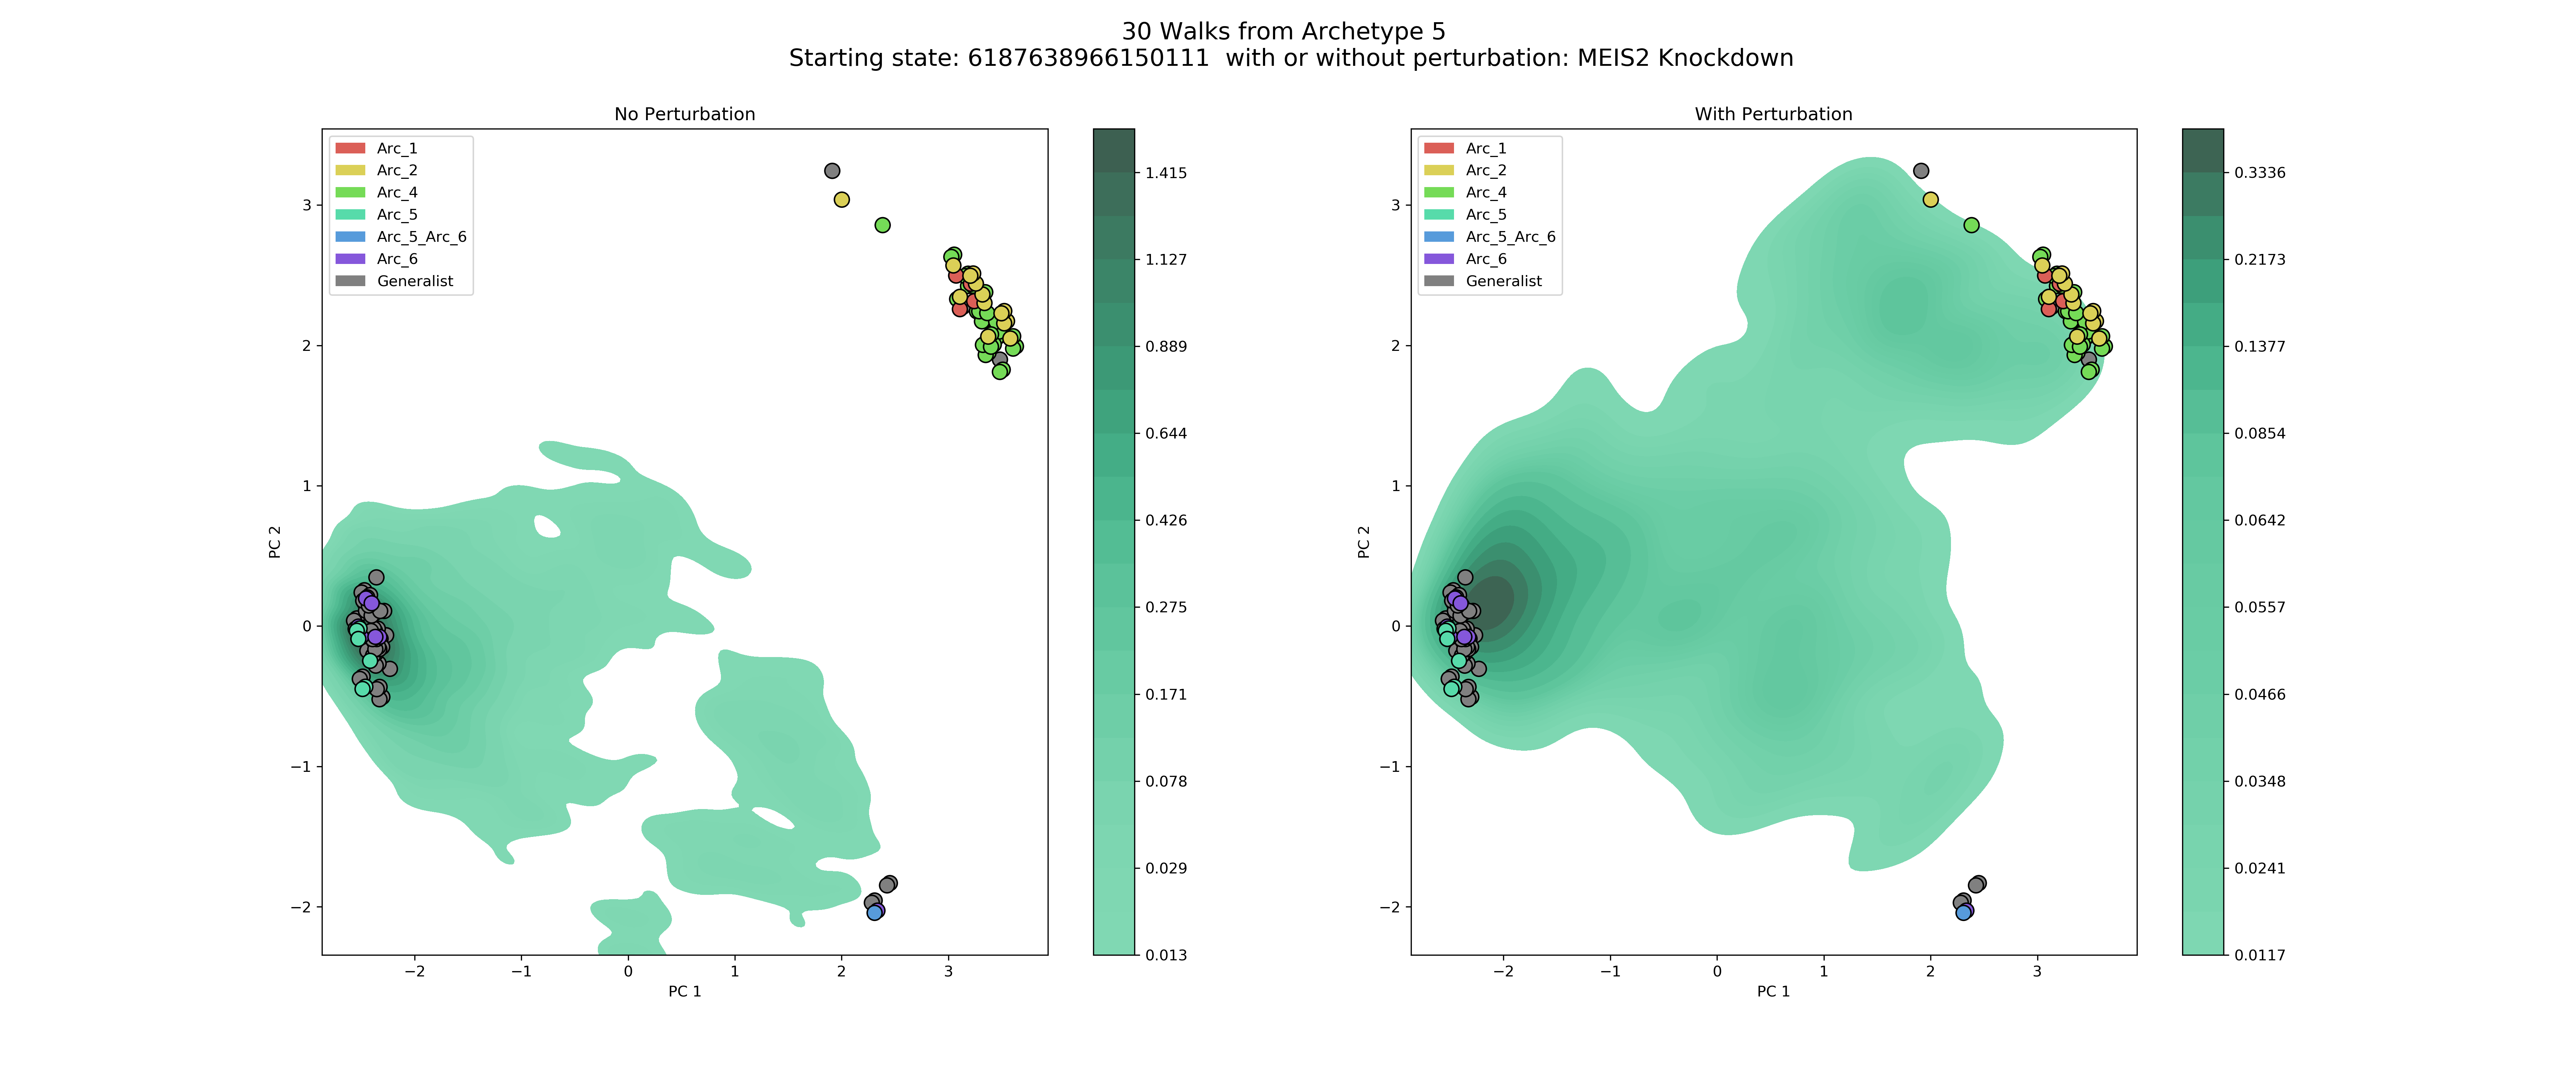 30 Walks from Archetype 5
Starting state: 6187638966150111  with or without perturbation: MEIS2 Knockdown
No Perturbation
Arc_1
Arc_2
Arc_4
Arc_5
Arc_5_Arc_6
Arc_6
Generalist
3
2
1
0
−1
−2
PC 2
−2
−1
0
1
2
3
PC 1
1.415
1.127
0.889
0.644
0.426
0.275
0.171
0.078
0.029
0.013
With Perturbation
Arc_1
Arc_2
Arc_4
Arc_5
Arc_5_Arc_6
Arc_6
Generalist
3
2
1
0
−1
−2
PC 2
−2
−1
0
1
2
3
PC 1
0.3336
0.2173
0.1377
0.0854
0.0642
0.0557
0.0466
0.0348
0.0241
0.0117